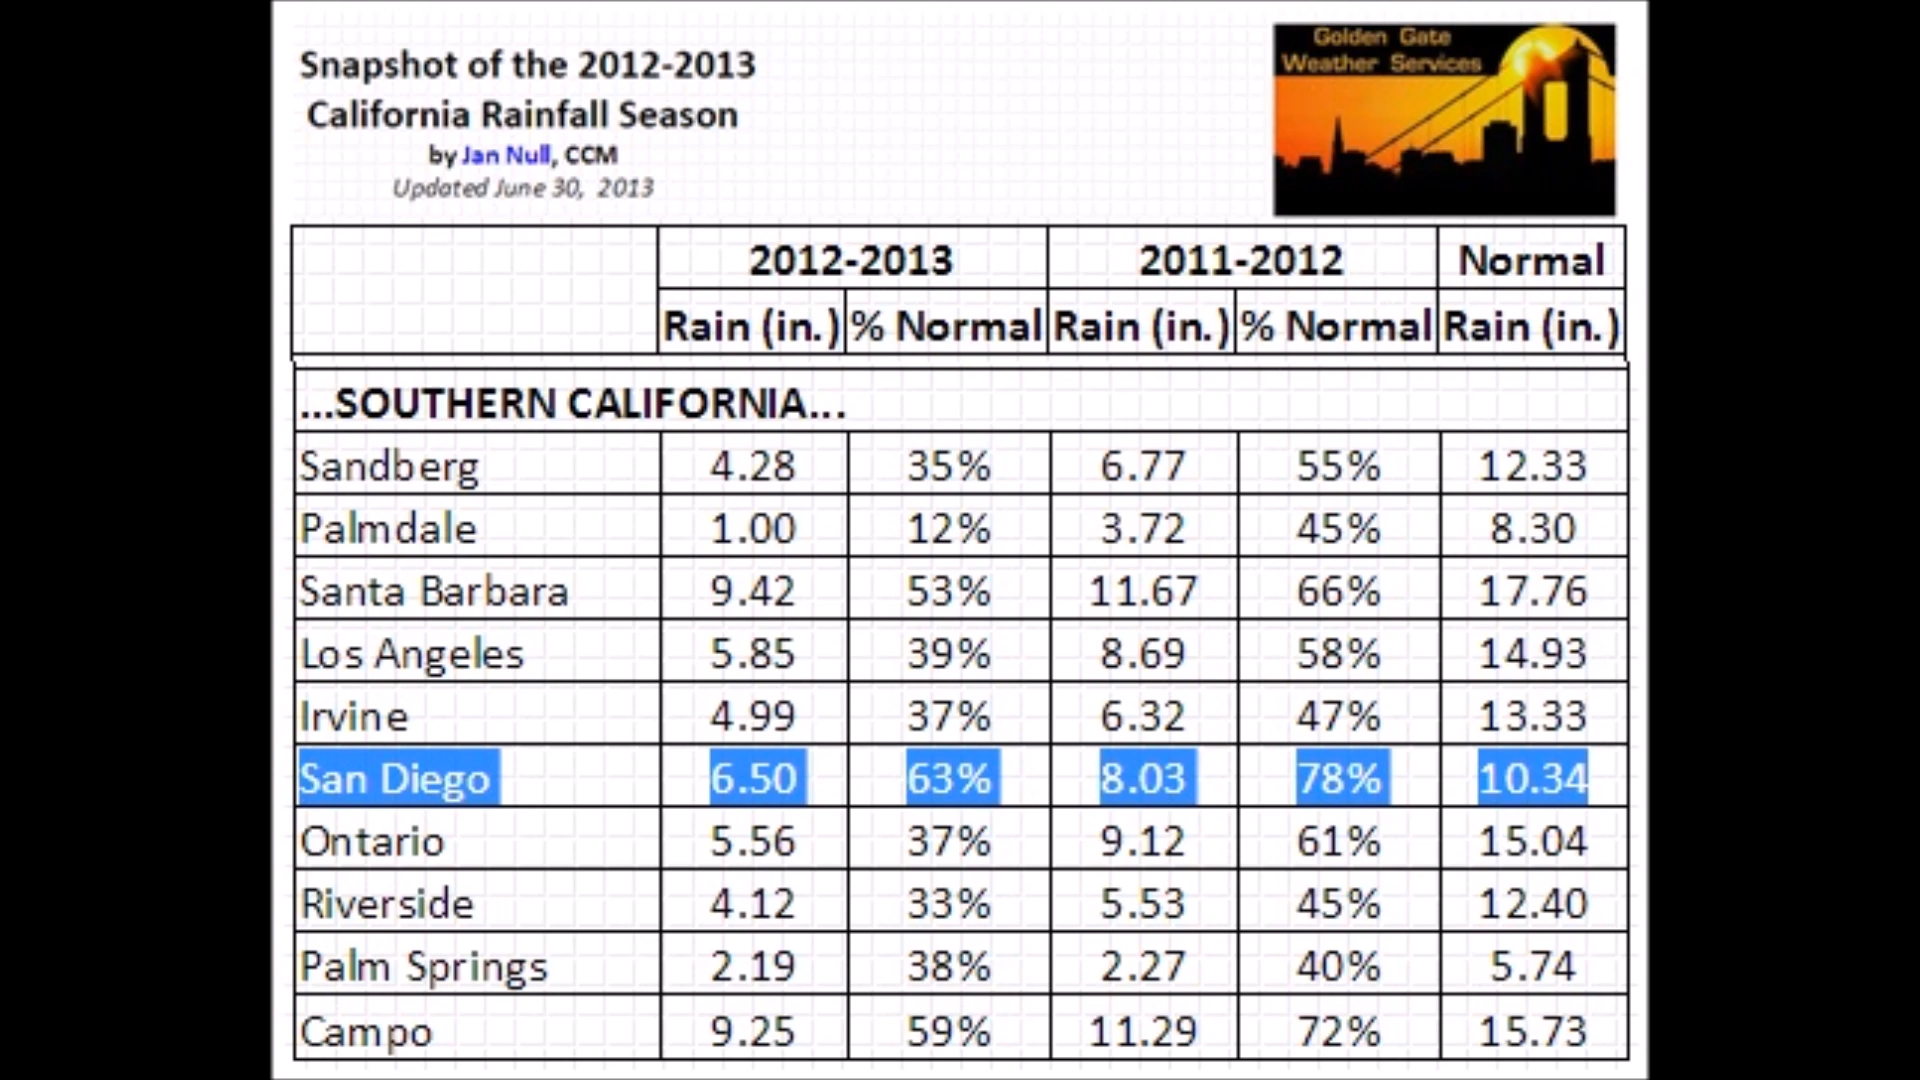 Snapshot of the 2012-2013
California Rainfall Season
by Jan Null, CCM
Updated June 30, 2013
Golden Gate
Weather Services
2012-2013 2011-2012 Normal
Rain (in.) % Normal Rain (in.) % Normal Rain (in.)
...SOUTHERN CALIFORNIA...
Sandberg 4.28 35% 6.77 55% 12.33
Palmdale 1.00 12% 3.72 45% 8.30
Santa Barbara 9.42 53% 11.67 66% 17.76
Los Angeles 5.85 39% 8.69 58% 14.93
Irvine 4.99 37% 6.32 47% 13.33
San Diego 6.50 63% 8.03 78% 10.34
Ontario 5.56 37% 9.12 61% 15.04
Riverside 4.12 33% 5.53 45% 12.40
Palm Springs 2.19 38% 2.27 40% 5.74
Campo 9.25 59% 11.29 72% 15.73